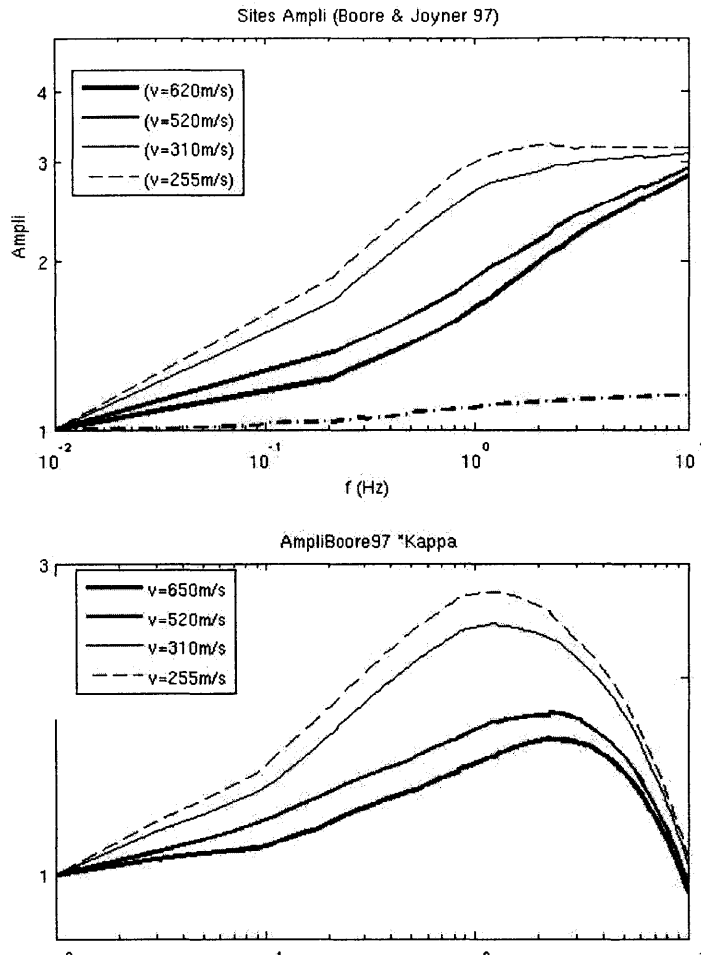 Sites Ampli (Boore & Joyner 97)
4
3
2
1
Ampli
(v=620m/s)
(v=520m/s)
(v=310m/s)
(v=255m/s)
10^-2
10^-1
10^0
f (Hz)
AmpliBoore97 *Kappa
3
1
v=650m/s
v=520m/s
v=310m/s
v=255m/s